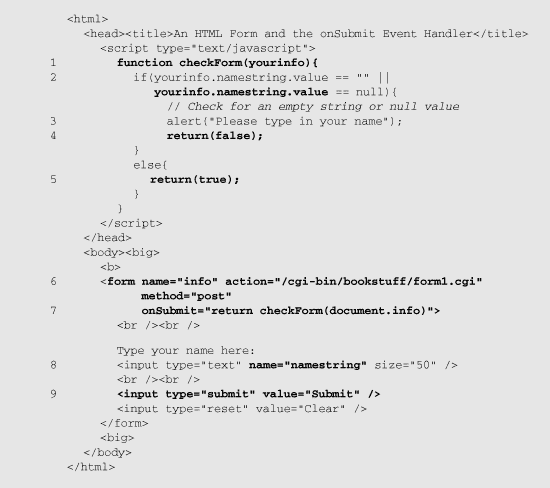 <html>
<head><title>An HTML Form and the onSubmit Event Handler</title>
<script type="text/javascript">
1 function checkForm(yourinfo){
2 if(yourinfo.namestring.value == "" ||
yourinfo.namestring.value == null){
// Check for an empty string or null value
3 alert("Please type in your name");
4 return(false);
}
else{
5 return(true);
}
}
</script>
</head>
<body><big>
<b>
6 <form name="info" action="/cgi-bin/bookstuff/form1.cgi"
method="post"
7 onSubmit="return checkForm(document.info)">
<br /><br />
Type your name here:
8 <input type="text" name="namestring" size="50" />
<br /><br />
9 <input type="submit" value="Submit" />
<input type="reset" value="Clear" />
</form>
<big>
</body>
</html>